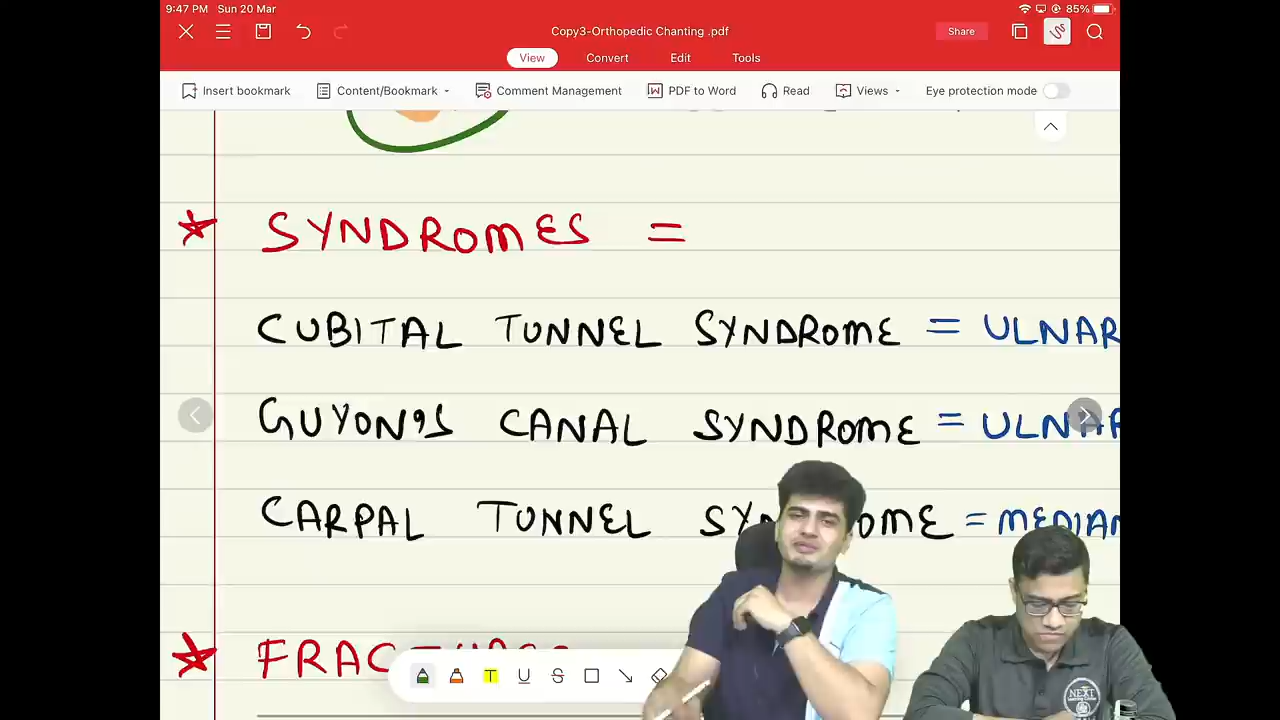 9:47 PM Sun 20 Mar 85%
Copy3-Orthopedic Chanting .pdf
Share
View Convert Edit Tools
Insert bookmark Content/Bookmark Comment Management PDF to Word Read Views Eye protection mode
SYNDROMES =
CUBITAL TUNNEL SYNDROME = ULNAR
GUYON'S CANAL SYNDROME = ULNAR
CARPAL TUNNEL SYNDROME = MEDIAN
T U S
NEXT